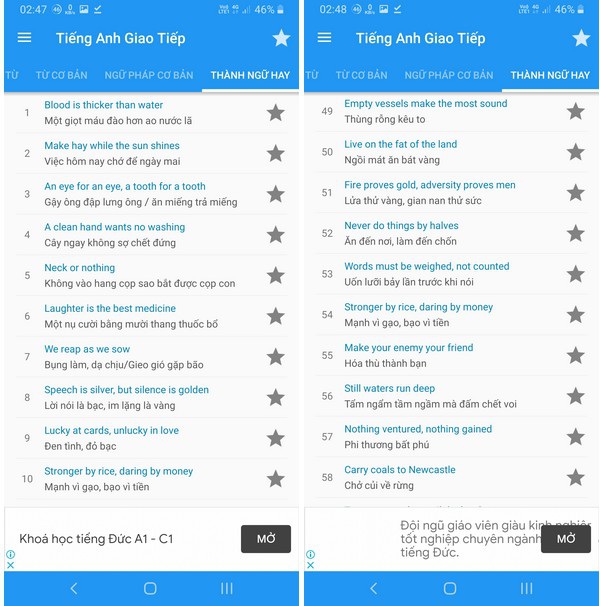 02:47
46%
Tiếng Anh Giao Tiếp
TỪ
TỪ CƠ BẢN
NGỮ PHÁP CƠ BẢN
THÀNH NGỮ HAY
1
Blood is thicker than water
Một giọt máu đào hơn ao nước lã
2
Make hay while the sun shines
Việc hôm nay chớ để ngày mai
3
An eye for an eye, a tooth for a tooth
Gậy ông đập lưng ông / ăn miếng trả miếng
4
A clean hand wants no washing
Cây ngay không sợ chết đứng
5
Neck or nothing
Không vào hang cọp sao bắt được cọp con
6
Laughter is the best medicine
Một nụ cười bằng mười thang thuốc bổ
7
We reap as we sow
Bụng làm, dạ chịu/Gieo gió gặp bão
8
Speech is silver, but silence is golden
Lời nói là bạc, im lặng là vàng
9
Lucky at cards, unlucky in love
Đen tình, đỏ bạc
10
Stronger by rice, daring by money
Mạnh vì gạo, bạo vì tiền
Khoá học tiếng Đức A1 - C1
MỞ
02:48
46%
Tiếng Anh Giao Tiếp
TỪ
TỪ CƠ BẢN
NGỮ PHÁP CƠ BẢN
THÀNH NGỮ HAY
49
Empty vessels make the most sound
Thùng rỗng kêu to
50
Live on the fat of the land
Ngồi mát ăn bát vàng
51
Fire proves gold, adversity proves men
Lửa thử vàng, gian nan thử sức
52
Never do things by halves
Ăn đến nơi, làm đến chốn
53
Words must be weighed, not counted
Uốn lưỡi bảy lần trước khi nói
54
Stronger by rice, daring by money
Mạnh vì gạo, bạo vì tiền
55
Make your enemy your friend
Hóa thù thành bạn
56
Still waters run deep
Tẩm ngẩm tầm ngầm mà đấm chết voi
57
Nothing ventured, nothing gained
Phi thương bất phú
58
Carry coals to Newcastle
Chở củi về rừng
Đội ngũ giáo viên giàu kinh
tốt nghiệp chuyên ngành
tiếng Đức.
MỞ